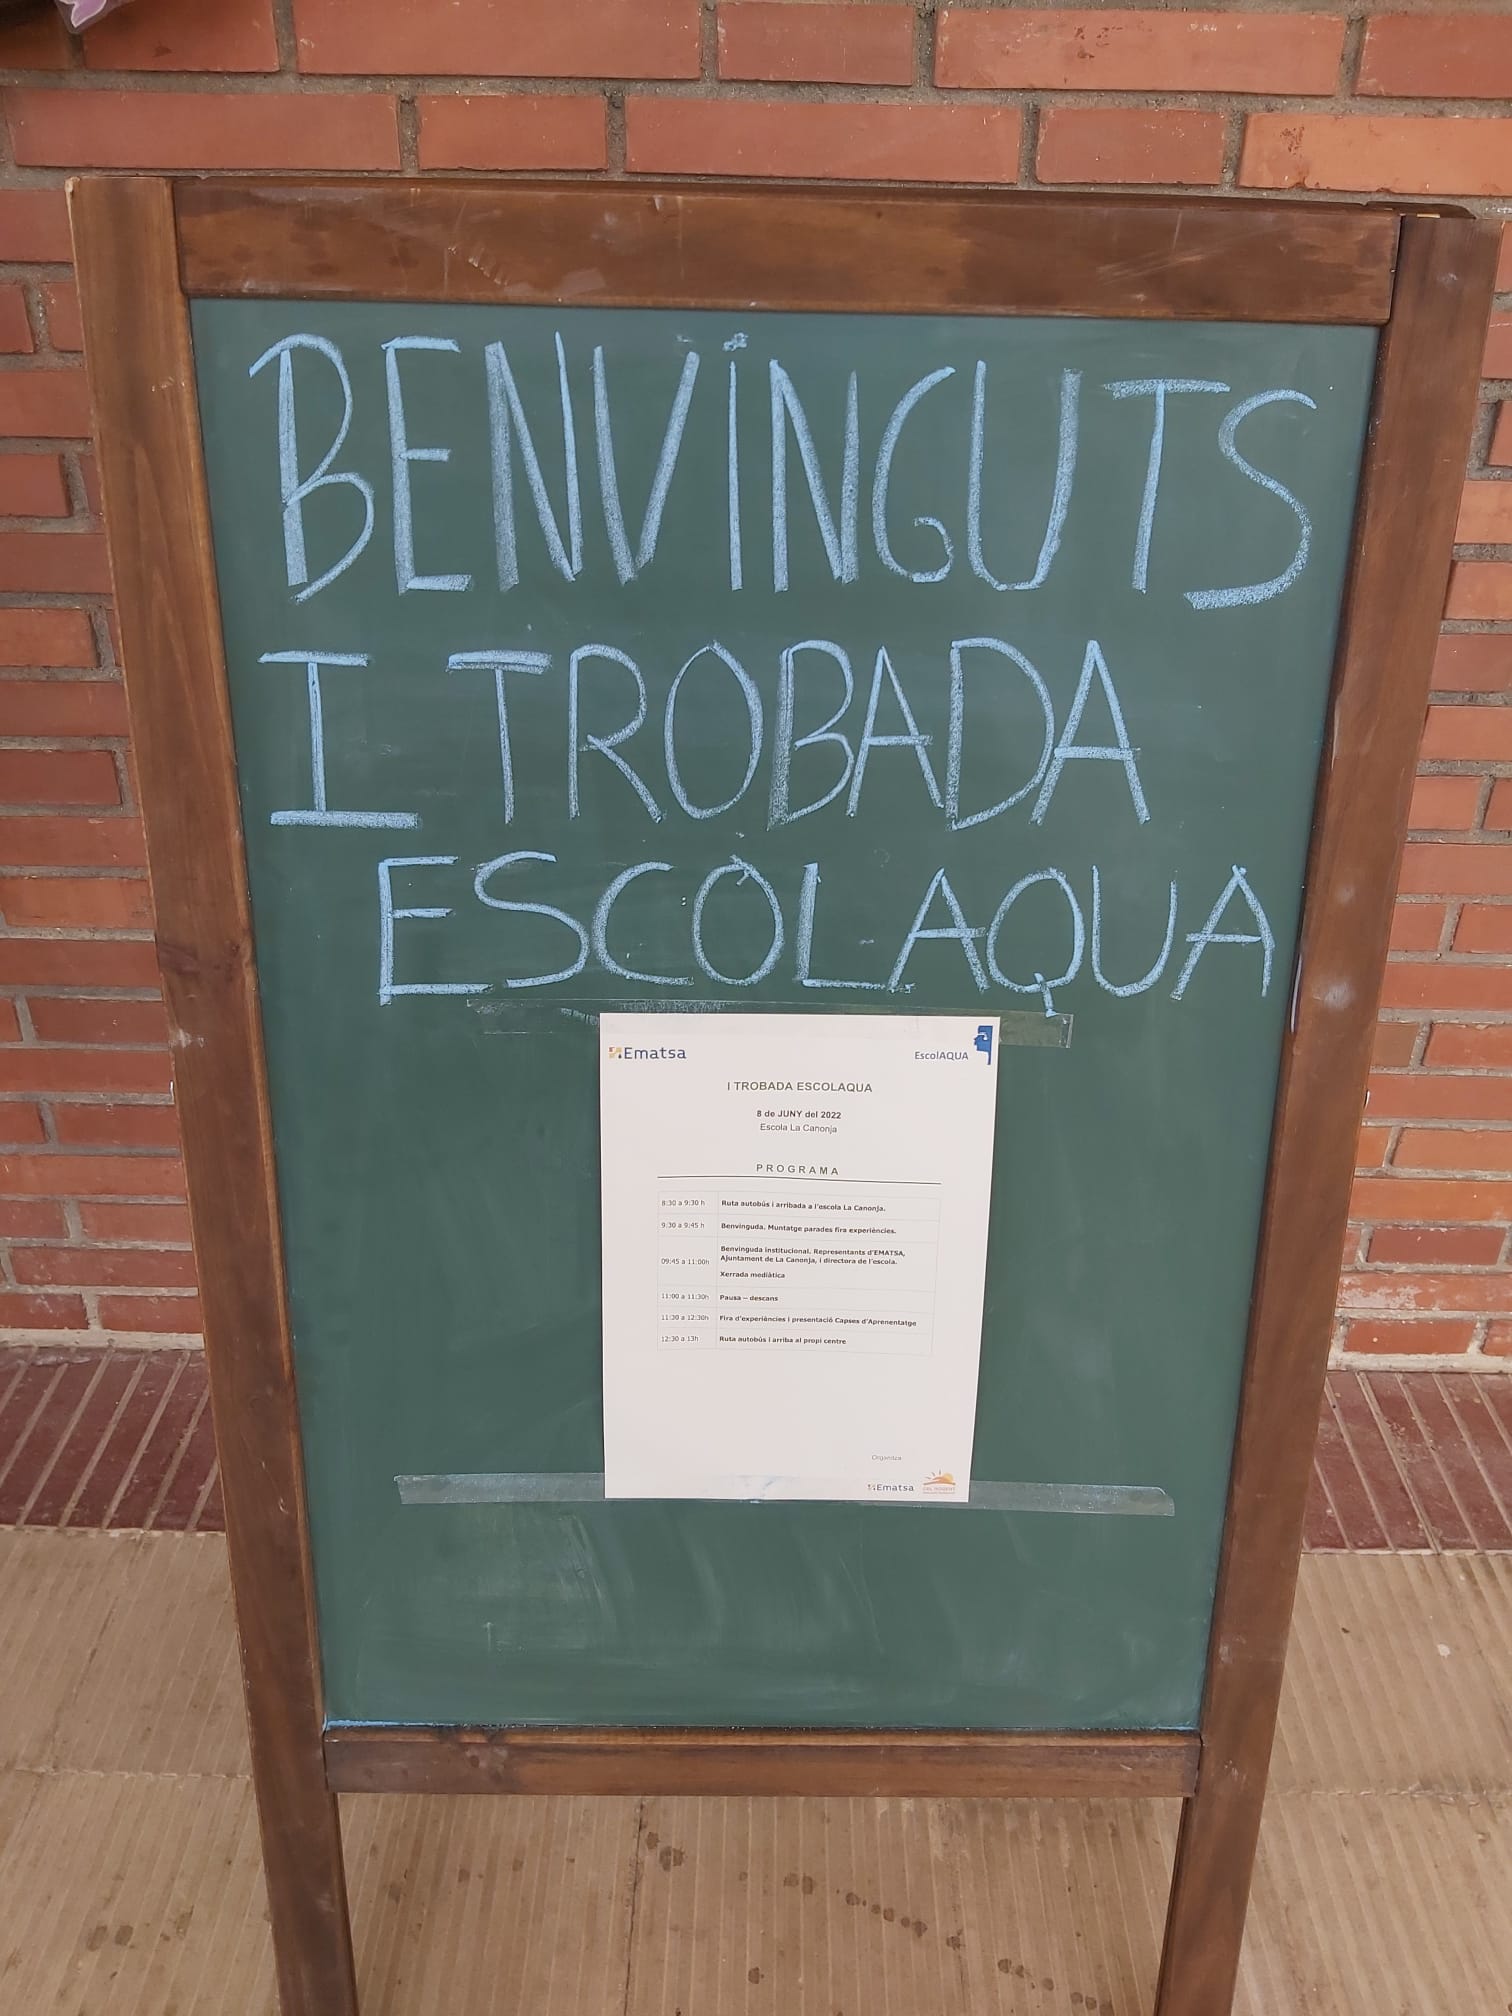 BENVINGUTS
I TROBADA
ESCOLAQUA
Ematsa
EscolAQUA
I TROBADA ESCOLAQUA
8 de JUNY del 2022
Escola La Canonja
PROGRAMA
8:30 a 9:30 h Ruta autobús i arribada a l'escola La Canonja.
9:30 a 9:45 h Benvinguda. Muntatge parades fira experiències.
09:45 a 11:00h Benvinguda institucional. Representants d'EMATSA,
Ajuntament de La Canonja, i directora de l'escola.
Xerrada mediàtica
11:00 a 11:30h Pausa – descans
11:30 a 12:30h Fira d'experiències i presentació Capses d'Aprenentatge
12:30 a 13h Ruta autobús i arriba al propi centre
Organitza
Ematsa